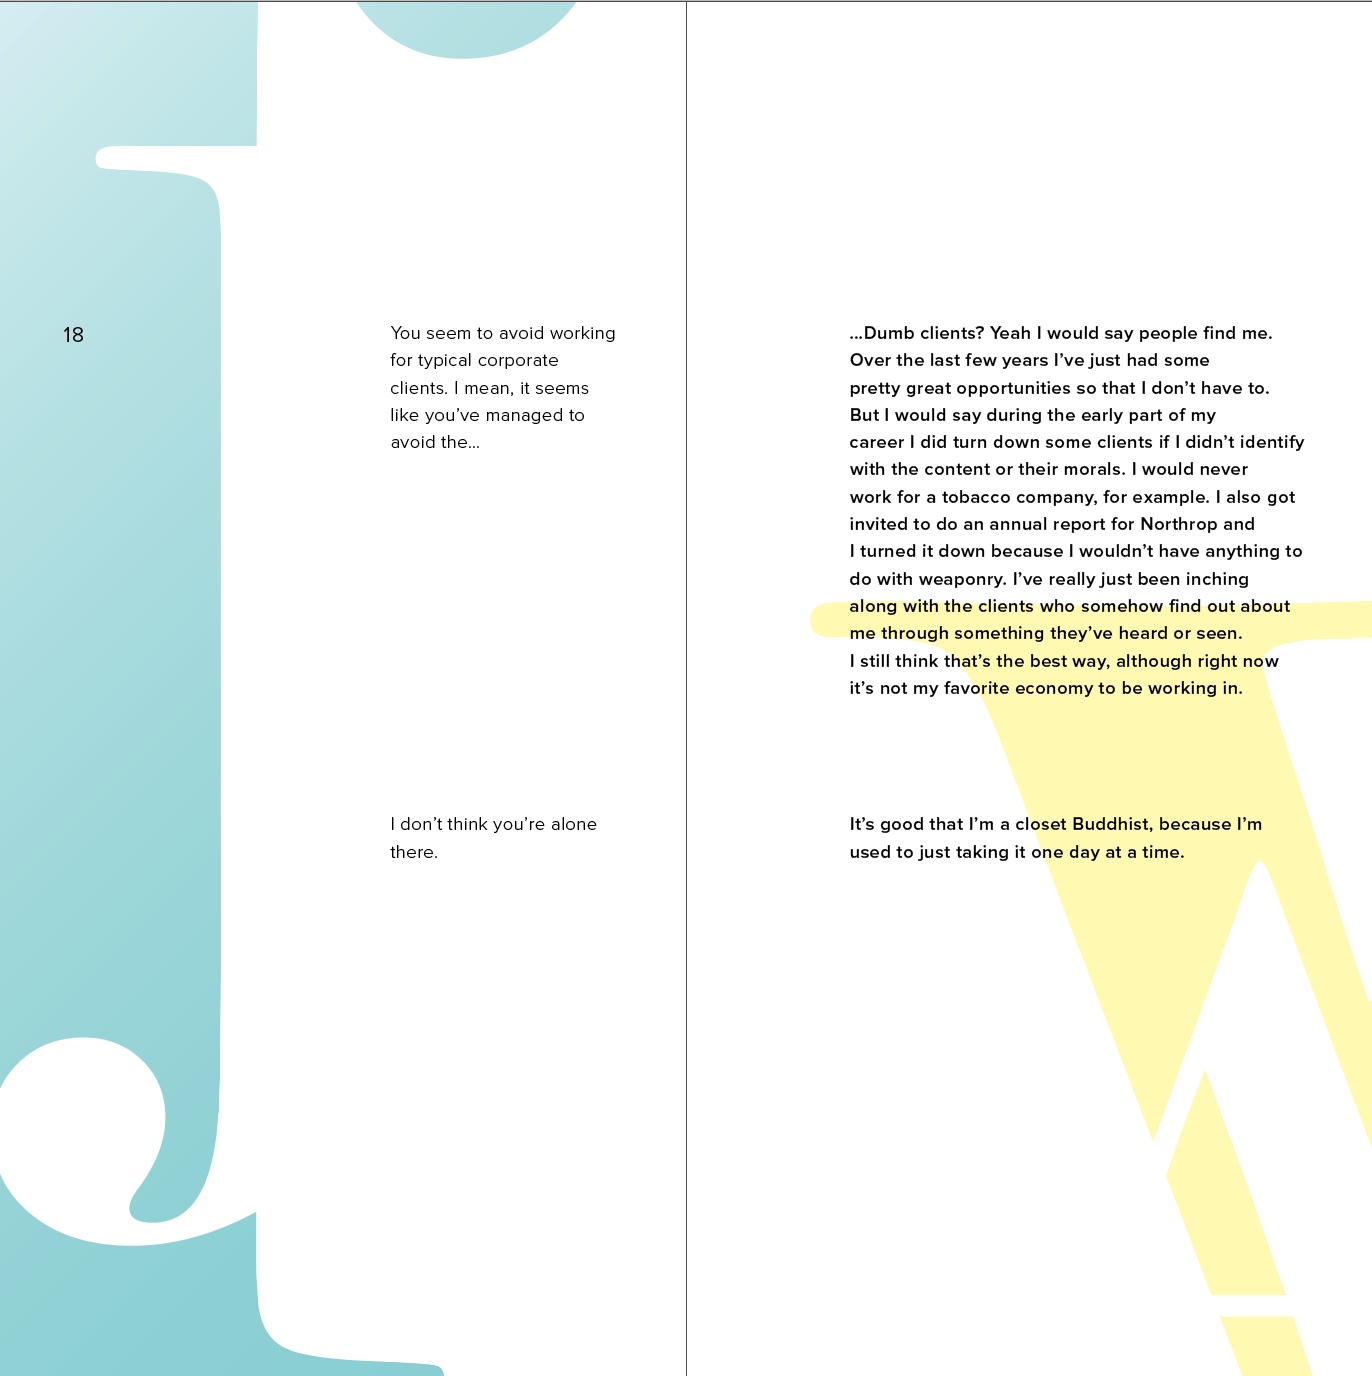 18
You seem to avoid working
for typical corporate
clients. I mean, it seems
like you’ve managed to
avoid the...
...Dumb clients? Yeah I would say people find me.
Over the last few years I’ve just had some
pretty great opportunities so that I don’t have to.
But I would say during the early part of my
career I did turn down some clients if I didn’t identify
with the content or their morals. I would never
work for a tobacco company, for example. I also got
invited to do an annual report for Northrop and
I turned it down because I wouldn’t have anything to
do with weaponry. I’ve really just been inching
along with the clients who somehow find out about
me through something they’ve heard or seen.
I still think that’s the best way, although right now
it’s not my favorite economy to be working in.
I don’t think you’re alone
there.
It’s good that I’m a closet Buddhist, because I’m
used to just taking it one day at a time.